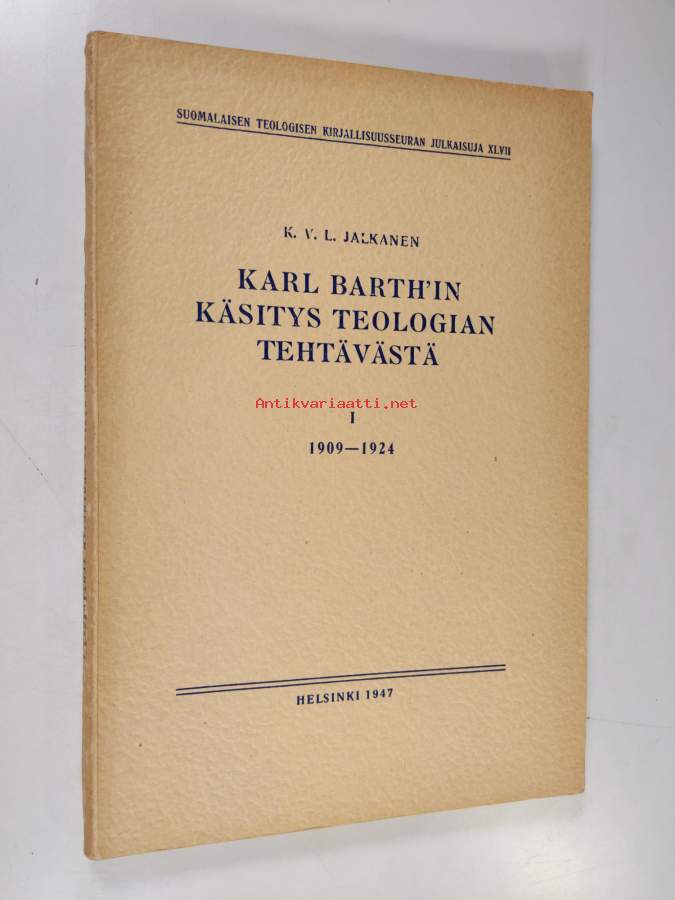 SUOMALAISEN TEOLOGISEN KIRJALLISUUSSEURAN JULKAISUJA XLVII
K. V. L. JALKANEN
KARL BARTH'IN
KÄSITYS TEOLOGIAN
TEHTÄVÄSTÄ
Antikvariaatti.net
I
1909—1924
HELSINKI 1947